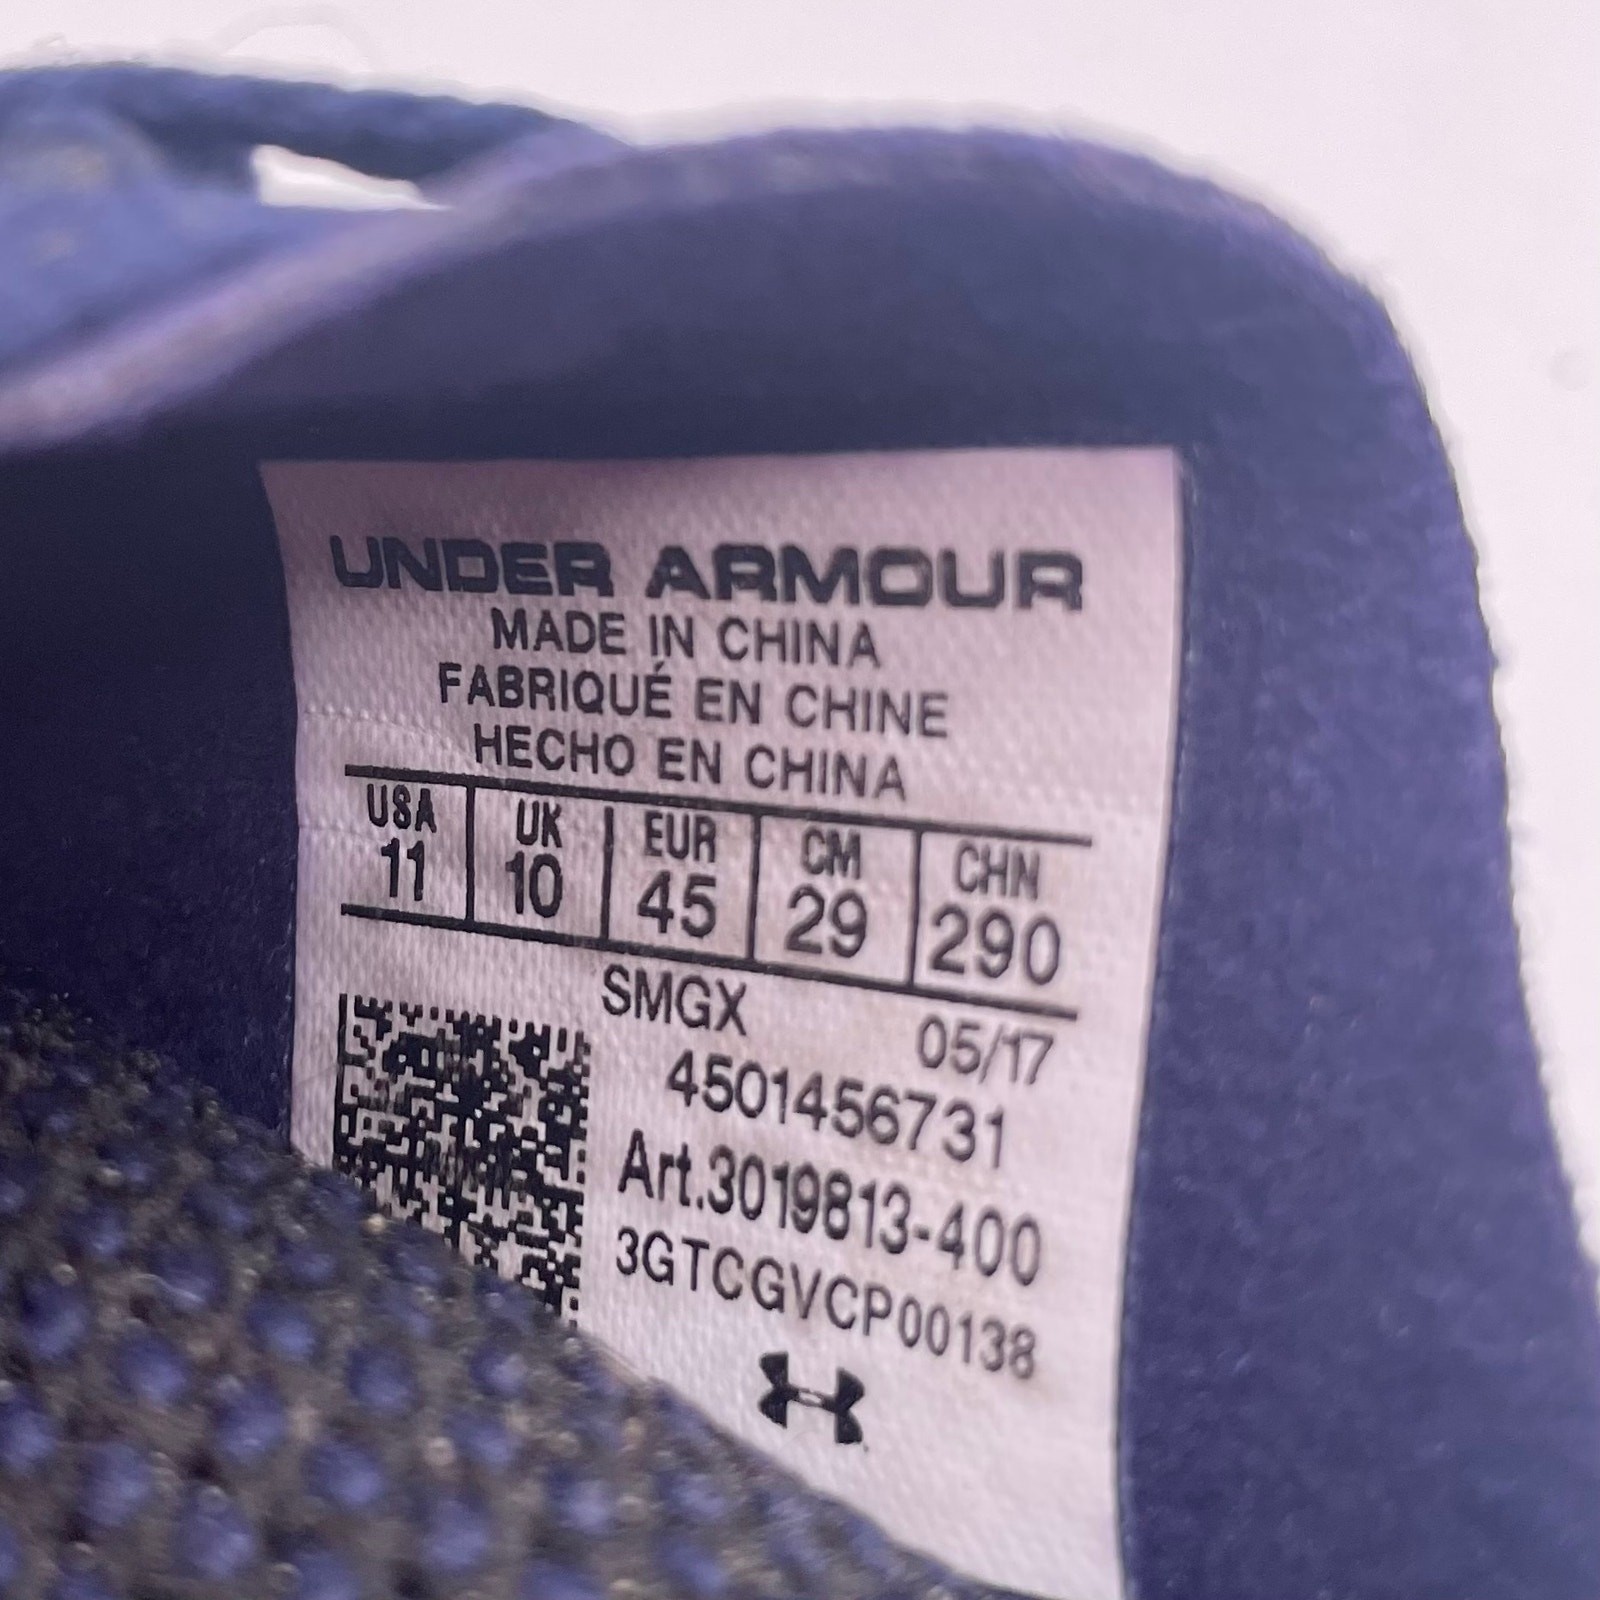 UNDER ARMOUR
MADE IN CHINA
FABRIQUÉ EN CHINE
HECHO EN CHINA
USA UK EUR CM CHN
11 10 45 29 290
SMGX 05/17
4501456731
Art.3019813-400
3GTCGVCP00138